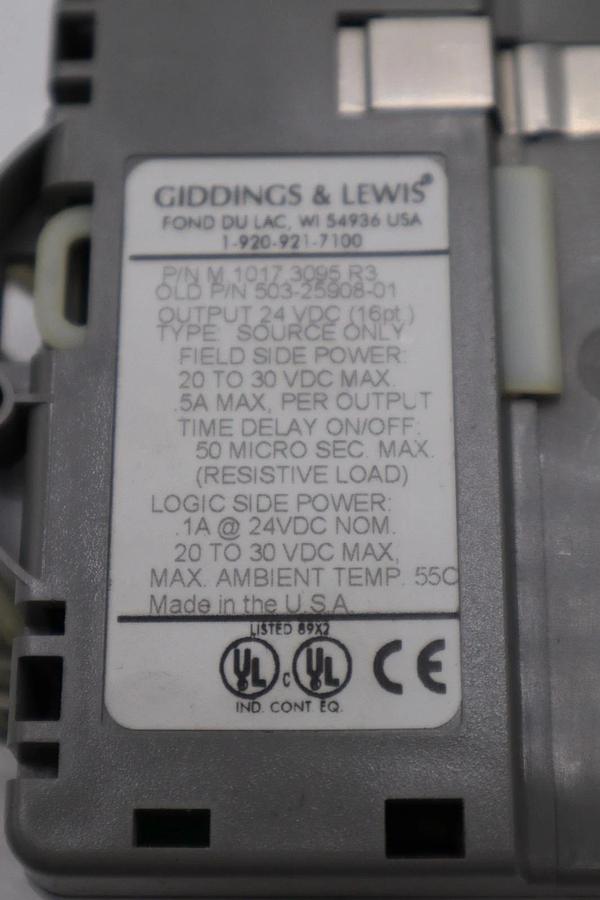 GIDDINGS & LEWIS®
FOND DU LAC, WI 54936 USA
1-920-921-7100
P/N M.1017.3095 R3
OLD P/N 503-25908-01
OUTPUT 24 VDC (16pt.)
TYPE: SOURCE ONLY
FIELD SIDE POWER:
20 TO 30 VDC MAX.
.5A MAX, PER OUTPUT
TIME DELAY ON/OFF:
50 MICRO SEC. MAX.
(RESISTIVE LOAD)
LOGIC SIDE POWER:
.1A @ 24VDC NOM.
20 TO 30 VDC MAX,
MAX. AMBIENT TEMP. 55C
Made in the U.S.A.
LISTED 89X2
UL C UL CE
IND. CONT. EQ.